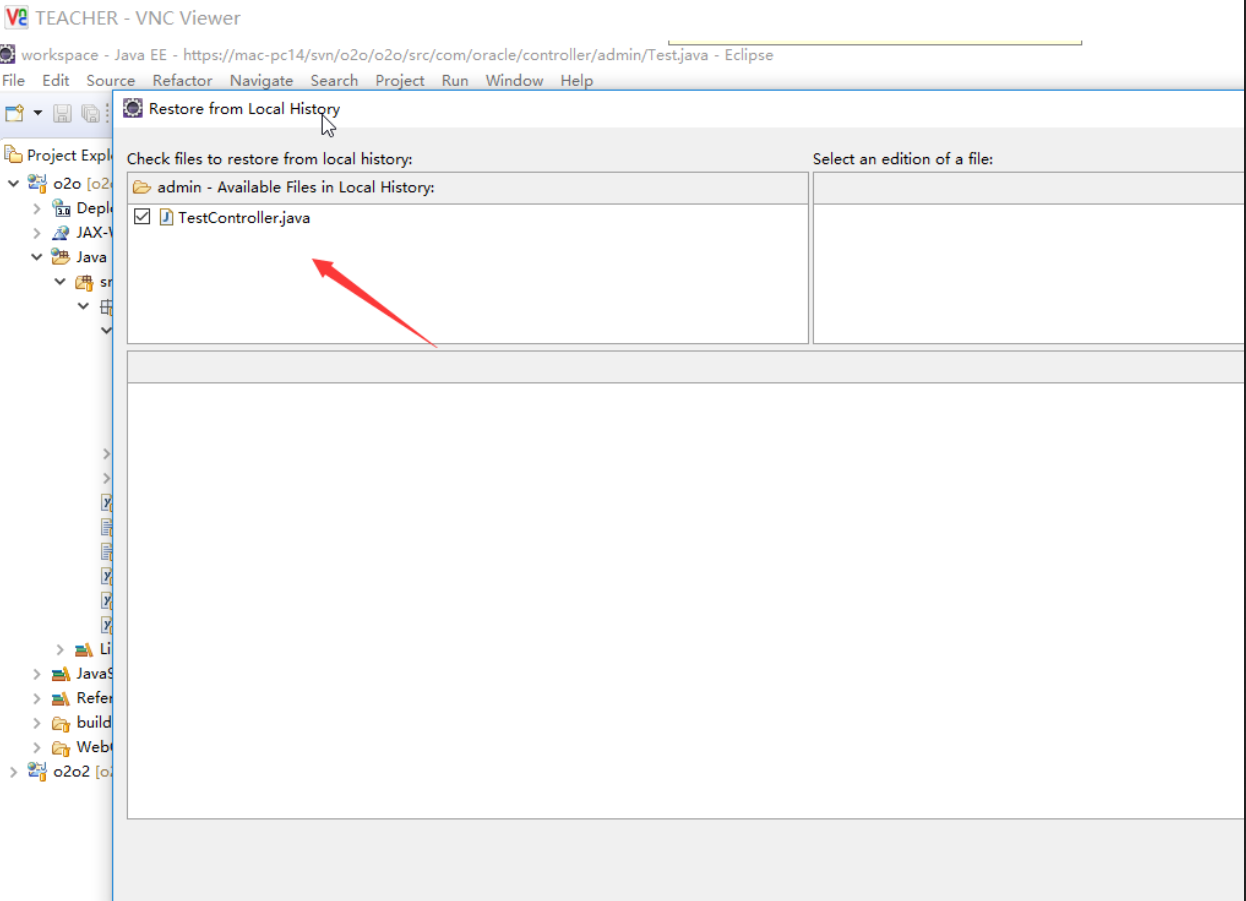 TEACHER - VNC Viewer
workspace - Java EE - https://mac-pc14/svn/o2o/o2o/src/com/oracle/controller/admin/Test.java - Eclipse
File Edit Source Refactor Navigate Search Project Run Window Help
Restore from Local History
Project Expl
Check files to restore from local history:
Select an edition of a file:
admin - Available Files in Local History:
TestController.java
o2o [o2
Depl
JAX-
Java
sr
Li
JavaS
Refer
build
Web
o2o2 [o